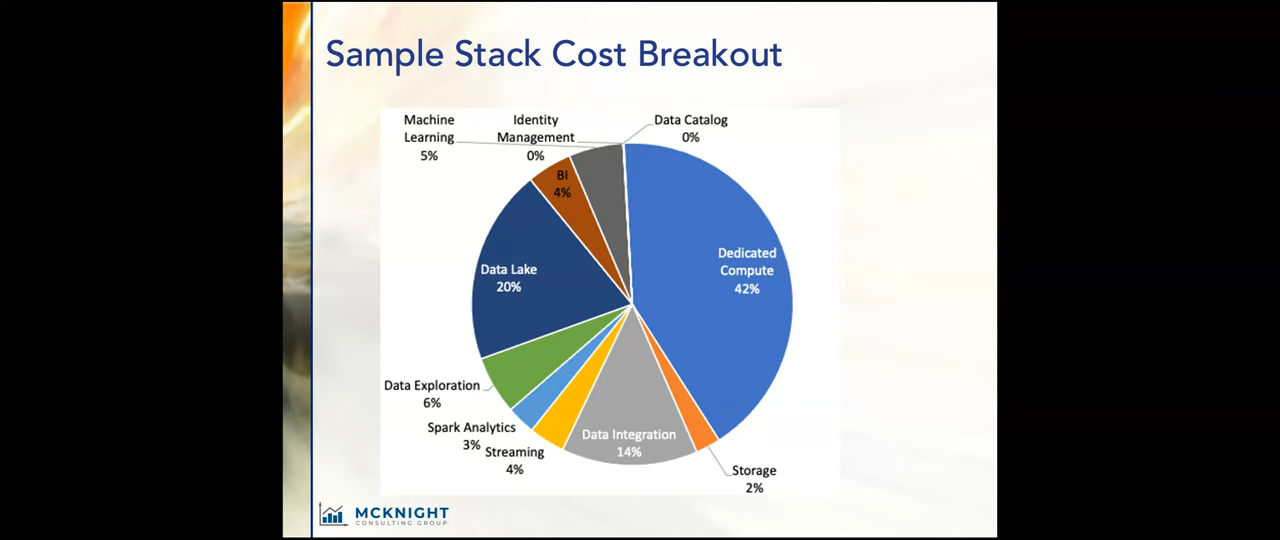 Sample Stack Cost Breakout
Machine
Learning
5%
Identity
Management
0%
Data Catalog
0%
BI
4%
Dedicated
Compute
42%
Data Lake
20%
Data Exploration
6%
Spark Analytics
3%
Streaming
4%
Data Integration
14%
Storage
2%
MCKNIGHT
CONSULTING GROUP